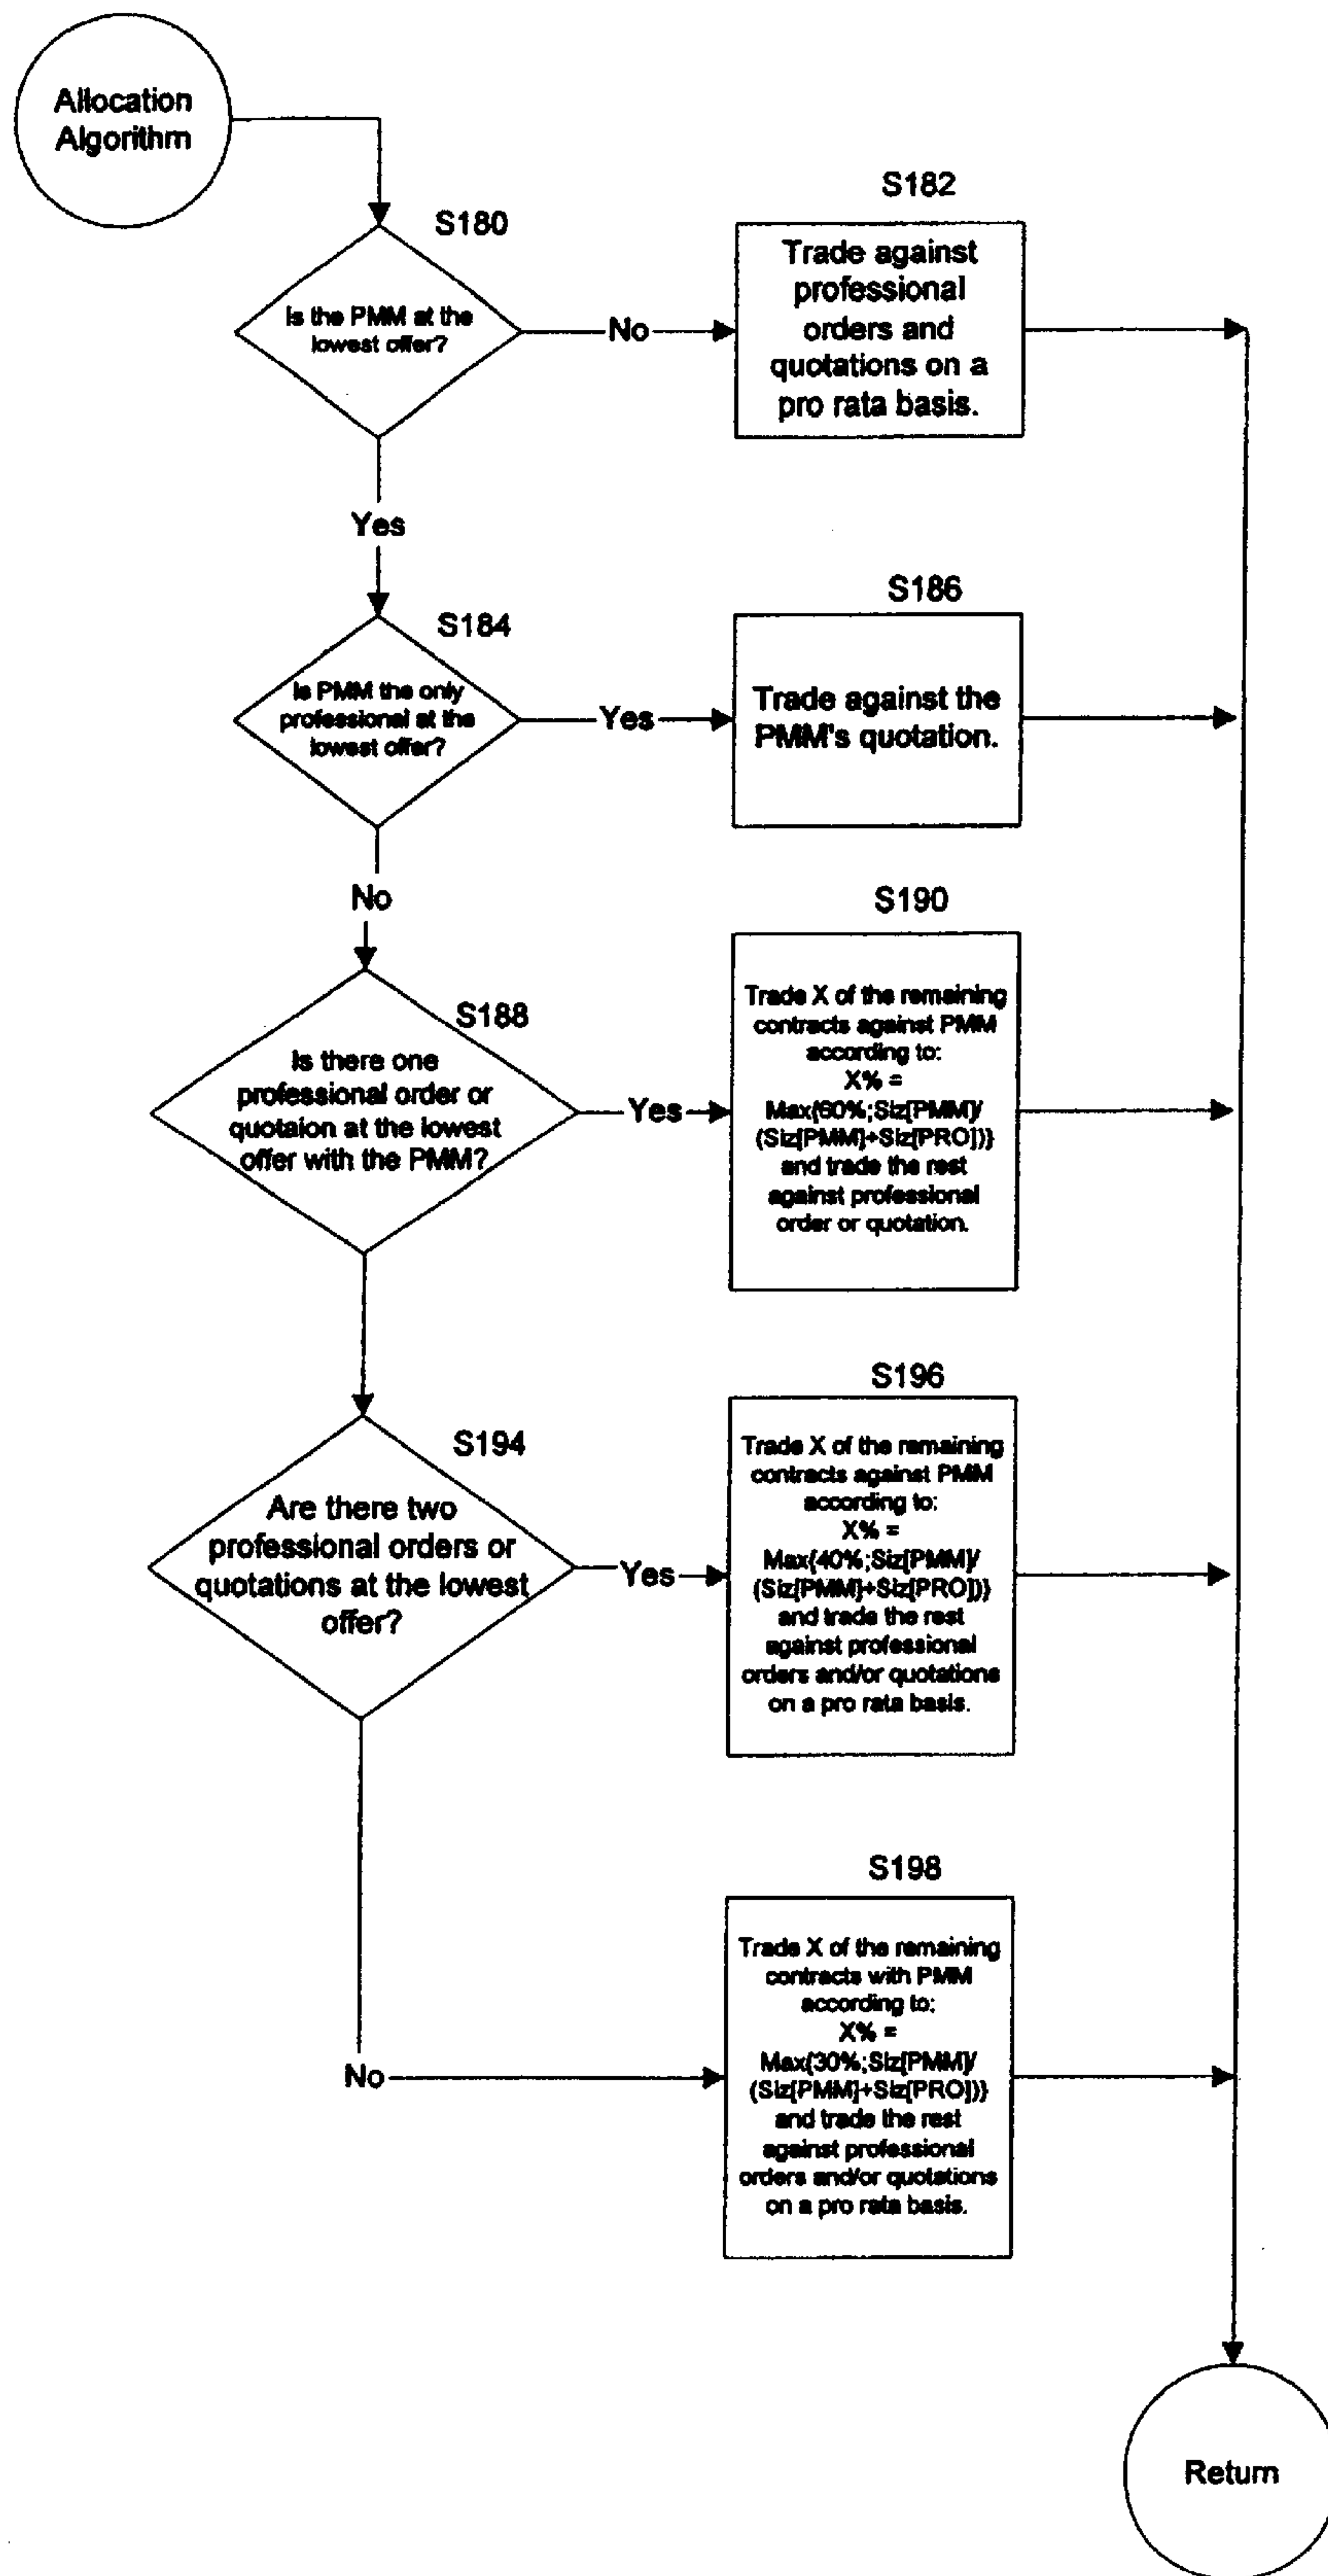 Allocation
Algorithm
S180
Is the PMM at the
lowest offer?
No
S182
Trade against
professional
orders and
quotations on a
pro rata basis.
Yes
S184
Is PMM the only
professional at the
lowest offer?
Yes
S186
Trade against the
PMM's quotation.
No
S188
Is there one
professional order or
quotaion at the lowest
offer with the PMM?
Yes
S190
Trade X of the remaining
contracts against PMM
according to:
X% =
Max{60%;Siz[PMM]/
(Siz[PMM]+Siz[PRO])}
and trade the rest
against professional
order or quotation.
S194
Are there two
professional orders or
quotations at the lowest
offer?
Yes
S196
Trade X of the remaining
contracts against PMM
according to:
X% =
Max{40%;Siz[PMM]/
(Siz[PMM]+Siz[PRO])}
and trade the rest
against professional
orders and/or quotations
on a pro rata basis.
No
S198
Trade X of the remaining
contracts with PMM
according to:
X% =
Max{30%;Siz[PMM]/
(Siz[PMM]+Siz[PRO])}
and trade the rest
against professional
orders and/or quotations
on a pro rata basis.
Return